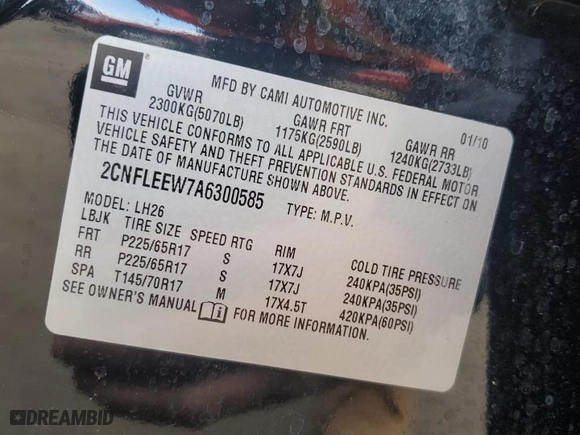 GM
MFD BY CAMI AUTOMOTIVE INC.
GVWR GAWR FRT GAWR RR 01/10
2300KG(5070LB) 1175KG(2590LB) 1240KG(2733LB)
THIS VEHICLE CONFORMS TO ALL APPLICABLE U.S. FEDERAL MOTOR
VEHICLE SAFETY AND THEFT PREVENTION STANDARDS IN EFFECT ON
THE DATE OF MANUFACTURE SHOWN ABOVE.
2CNFLEEW7A6300585 TYPE: M.P.V.
MODEL: LH26
LBJK TIRE SIZE SPEED RTG RIM COLD TIRE PRESSURE
FRT P225/65R17 S 17X7J 240KPA(35PSI)
RR P225/65R17 S 17X7J 240KPA(35PSI)
SPA T145/70R17 M 17X4.5T 420KPA(60PSI)
SEE OWNER'S MANUAL i FOR MORE INFORMATION.
DREAMBID